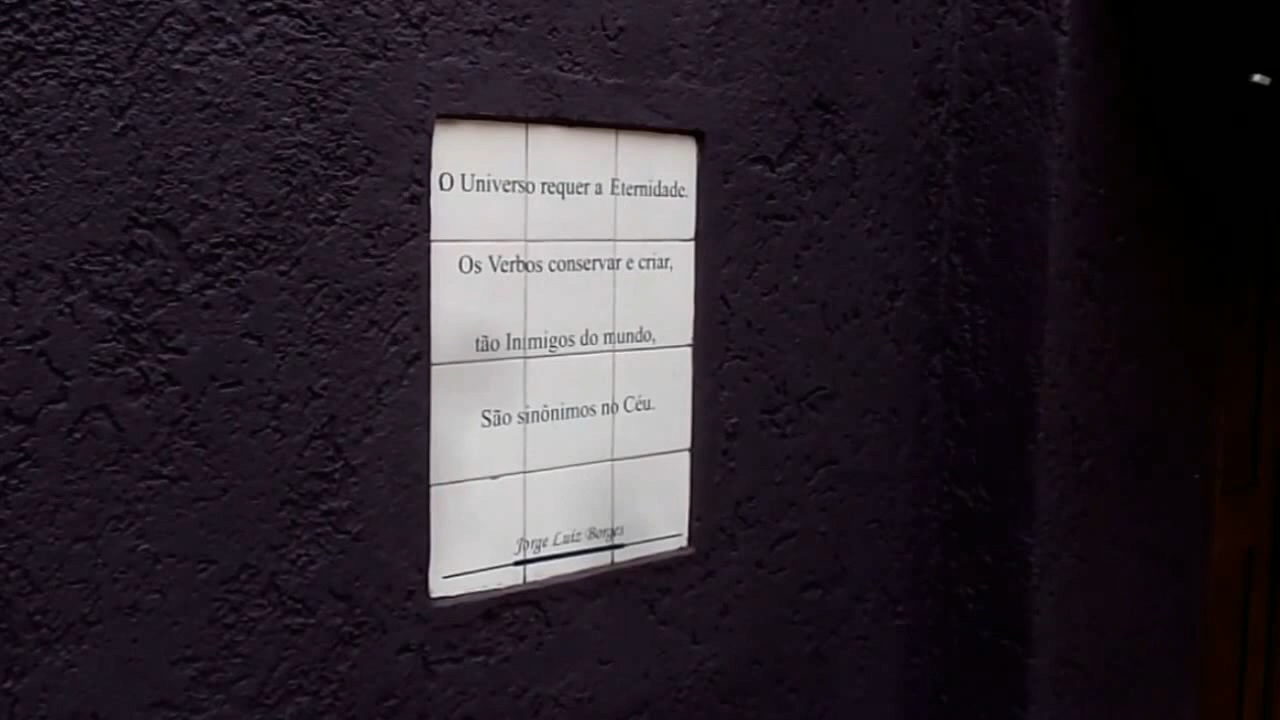 O Universo requer a Eternidade.
Os Verbos conservar e criar,
tão Inimigos do mundo,
São sinônimos no Céu.
Jorge Luiz Borges